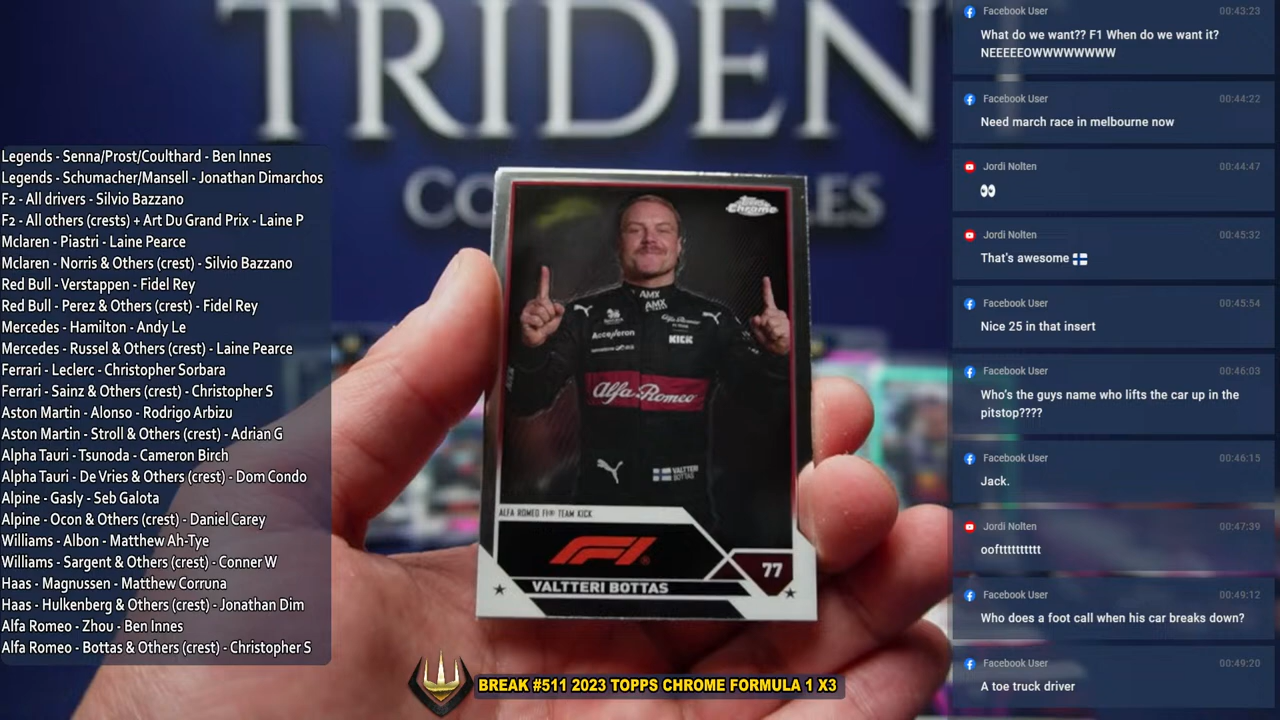 TRIDEN
CO
LES
Legends - Senna/Prost/Coulthard - Ben Innes
Legends - Schumacher/Mansell - Jonathan Dimarchos
F2 - All drivers - Silvio Bazzano
F2 - All others (crests) + Art Du Grand Prix - Laine P
Mclaren - Piastri - Laine Pearce
Mclaren - Norris & Others (crest) - Silvio Bazzano
Red Bull - Verstappen - Fidel Rey
Red Bull - Perez & Others (crest) - Fidel Rey
Mercedes - Hamilton - Andy Le
Mercedes - Russel & Others (crest) - Laine Pearce
Ferrari - Leclerc - Christopher Sorbara
Ferrari - Sainz & Others (crest) - Christopher S
Aston Martin - Alonso - Rodrigo Arbizu
Aston Martin - Stroll & Others (crest) - Adrian G
Alpha Tauri - Tsunoda - Cameron Birch
Alpha Tauri - De Vries & Others (crest) - Dom Condo
Alpine - Gasly - Seb Galota
Alpine - Ocon & Others (crest) - Daniel Carey
Williams - Albon - Matthew Ah-Tye
Williams - Sargent & Others (crest) - Conner W
Haas - Magnussen - Matthew Corruna
Haas - Hulkenberg & Others (crest) - Jonathan Dim
Alfa Romeo - Zhou - Ben Innes
Alfa Romeo - Bottas & Others (crest) - Christopher S
Topps
Chrome
AMX
AMX
Acceleron
KICK
Alfa Romeo
VALTTERI
BOTTAS
ALFA ROMEO F1® TEAM KICK
F1
77
VALTTERI BOTTAS
BREAK #511 2023 TOPPS CHROME FORMULA 1 X3
Facebook User 00:43:23
What do we want?? F1 When do we want it?
NEEEEOWWWWWWWW
Facebook User 00:44:22
Need march race in melbourne now
Jordi Nolten 00:44:47
👀
Jordi Nolten 00:45:32
That's awesome 🇫🇮
Facebook User 00:45:54
Nice 25 in that insert
Facebook User 00:46:03
Who's the guys name who lifts the car up in the
pitstop????
Facebook User 00:46:15
Jack.
Jordi Nolten 00:47:39
ooftttttttttt
Facebook User 00:49:12
Who does a foot call when his car breaks down?
Facebook User 00:49:20
A toe truck driver